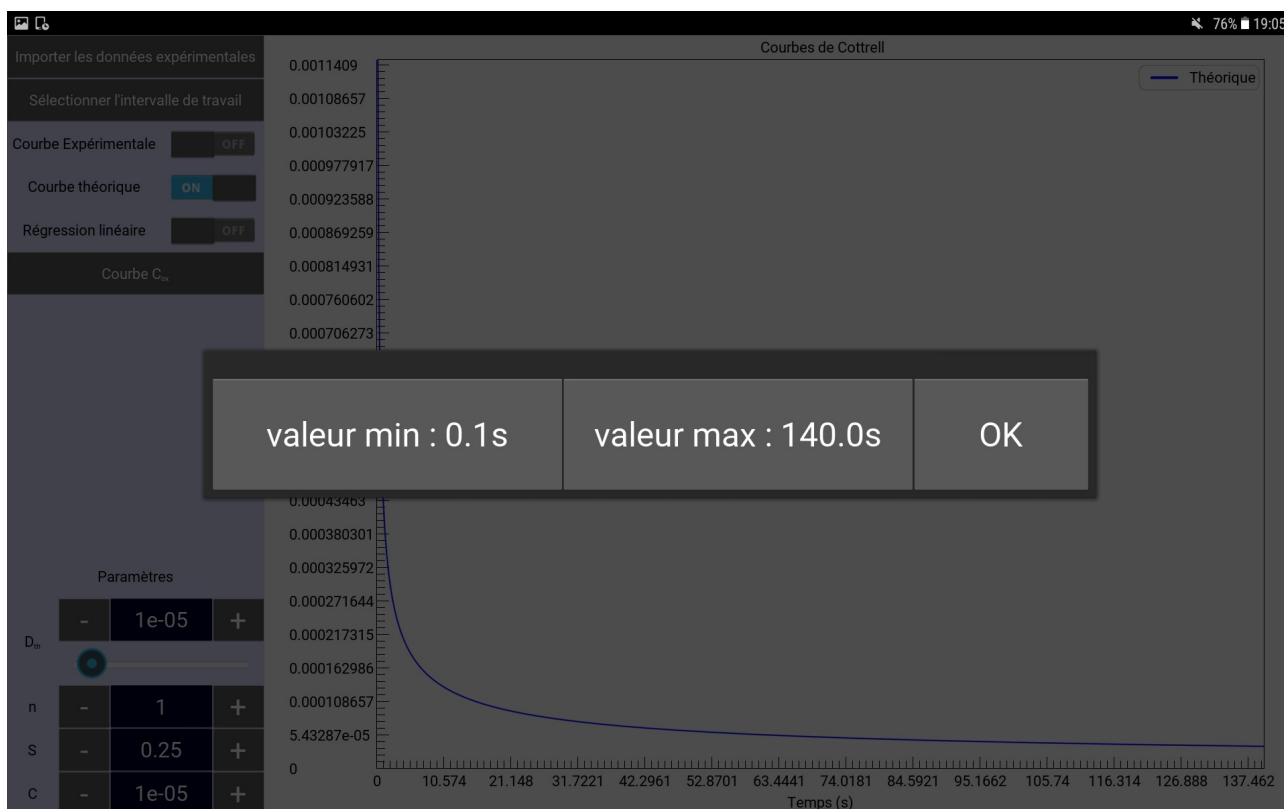 76% 19:05
Importer les données expérimentales
Sélectionner l'intervalle de travail
Courbe Expérimentale OFF
Courbe théorique ON
Régression linéaire OFF
Courbe Cₜₕ
Paramètres
Dₜₕ - 1e-05 +
n - 1 +
S - 0.25 +
C - 1e-05 +
Courbes de Cottrell
Théorique
0.0011409
0.00108657
0.00103225
0.000977917
0.000923588
0.000869259
0.000814931
0.000760602
0.000706273
valeur min : 0.1s valeur max : 140.0s OK
0.00043463
0.000380301
0.000325972
0.000271644
0.000217315
0.000162986
0.000108657
5.43287e-05
0
0 10.574 21.148 31.7221 42.2961 52.8701 63.4441 74.0181 84.5921 95.1662 105.74 116.314 126.888 137.462
Temps (s)